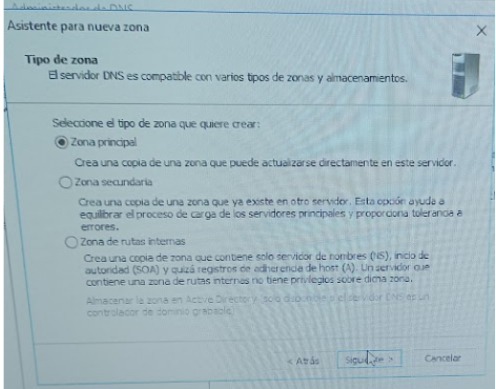 Administrador de DNS
Asistente para nueva zona
Tipo de zona
El servidor DNS es compatible con varios tipos de zonas y almacenamientos.
Seleccione el tipo de zona que quiere crear:
Zona principal
Crea una copia de una zona que puede actualizarse directamente en este servidor.
Zona secundaria
Crea una copia de una zona que ya existe en otro servidor. Esta opción ayuda a
equilibrar el proceso de carga de los servidores principales y proporciona tolerancia a
errores.
Zona de rutas internas
Crea una copia de zona que contiene solo servidor de nombres (NS), inicio de
autoridad (SOA) y quizá registros de adherencia de host (A). Un servidor que
contiene una zona de rutas internas no tiene privilegios sobre dicha zona.
Almacenar la zona en Active Directory (solo disponible si el servidor DNS es un
controlador de dominio grabable)
< Atrás
Siguiente >
Cancelar